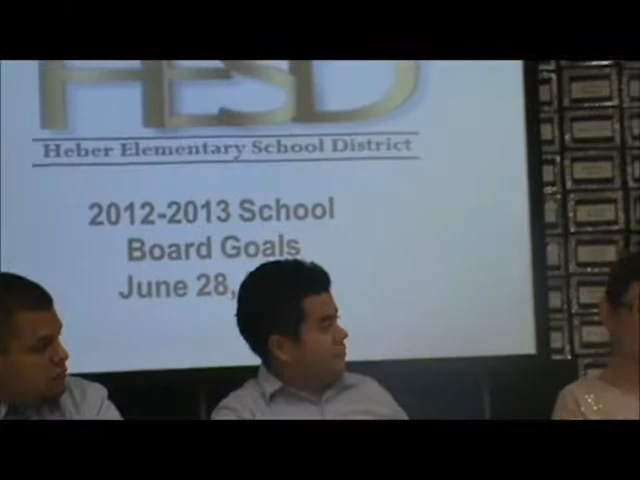 HESD
Heber Elementary School District
2012-2013 School
Board Goals
June 28,